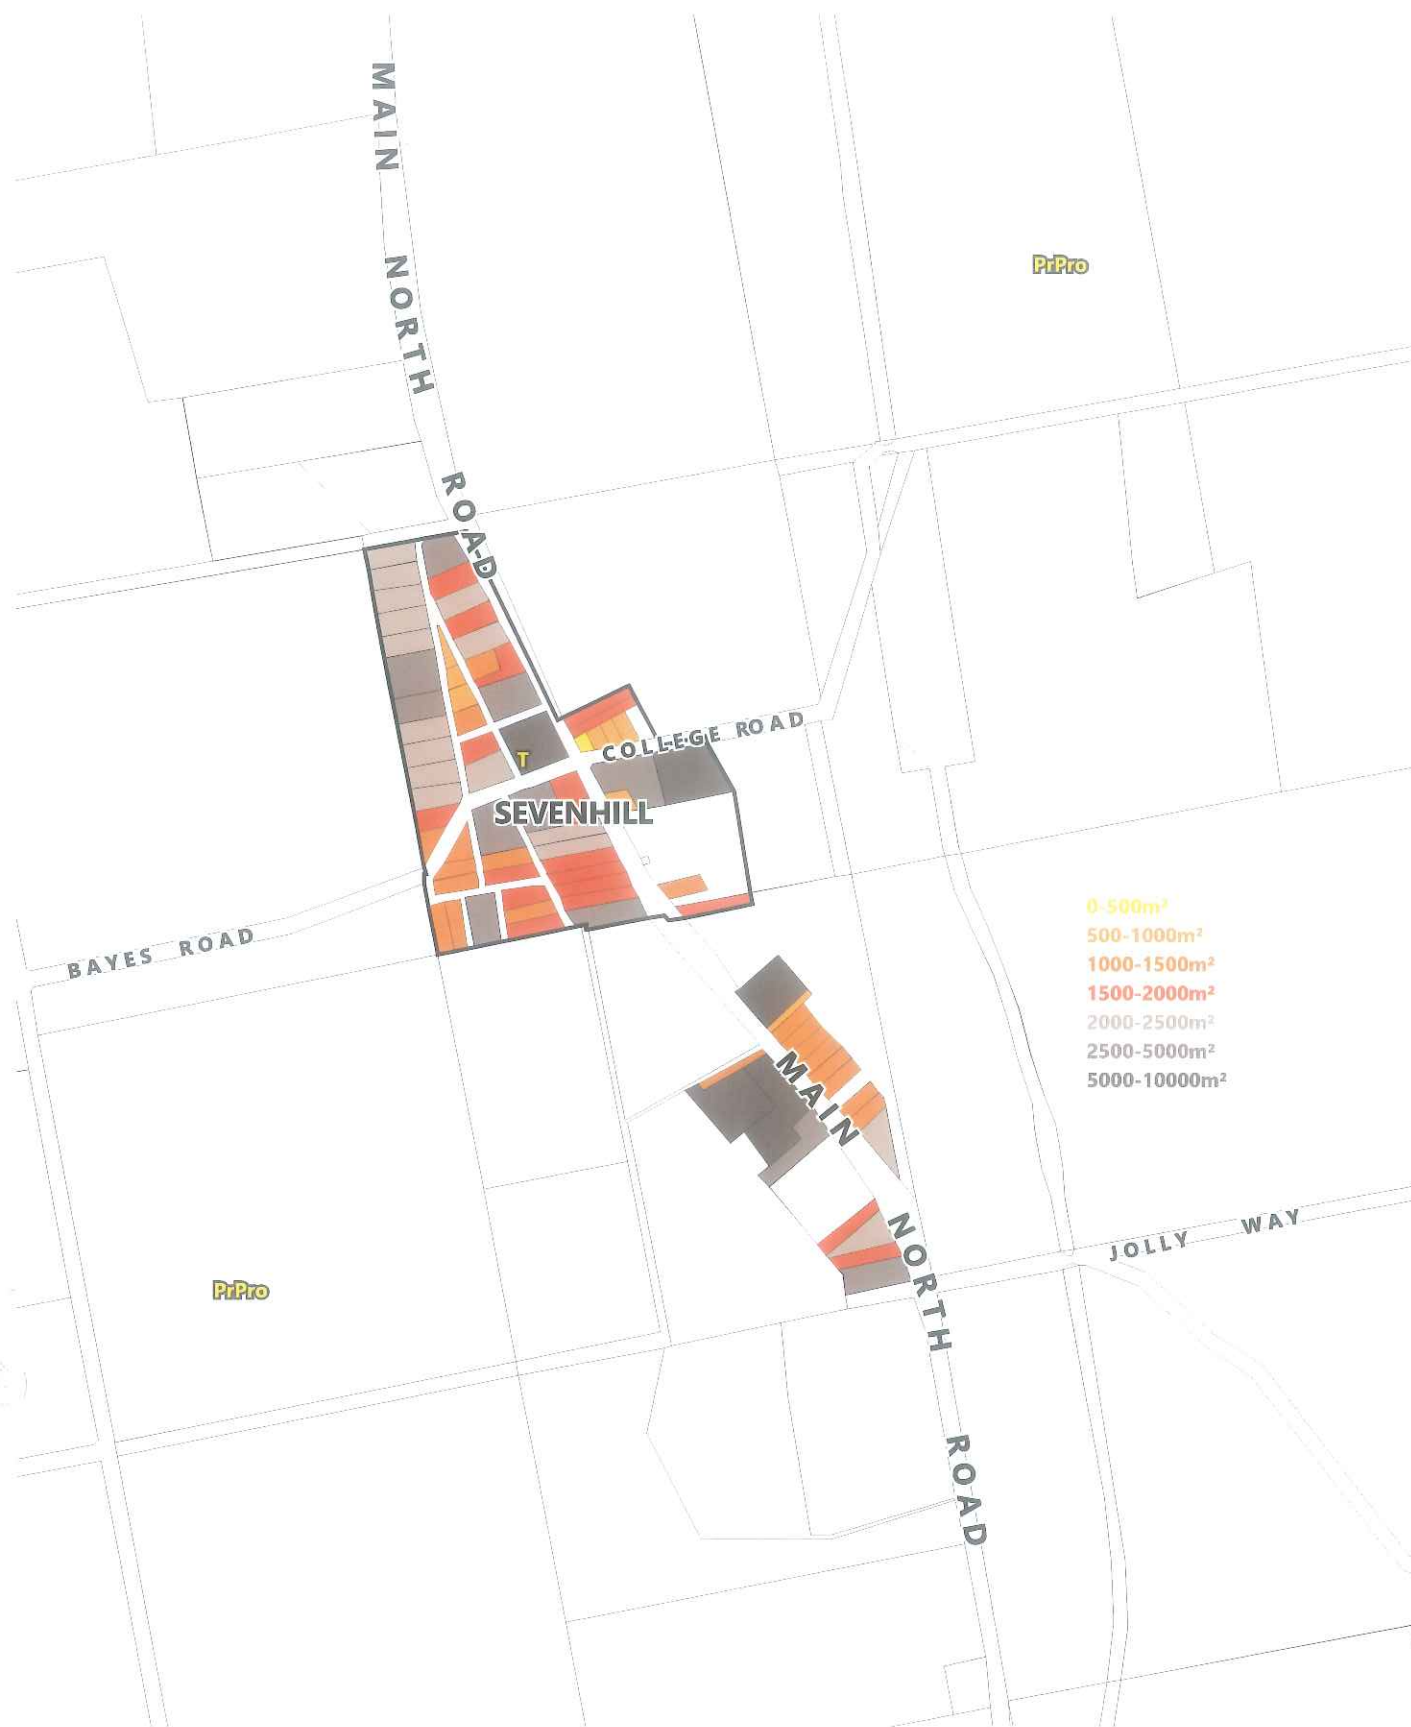 MAIN NORTH ROAD
PrPro
COLLEGE ROAD
T
SEVENHILL
BAYES ROAD
0-500m²
500-1000m²
1000-1500m²
1500-2000m²
2000-2500m²
2500-5000m²
5000-10000m²
MAIN NORTH ROAD
JOLLY WAY
PrPro